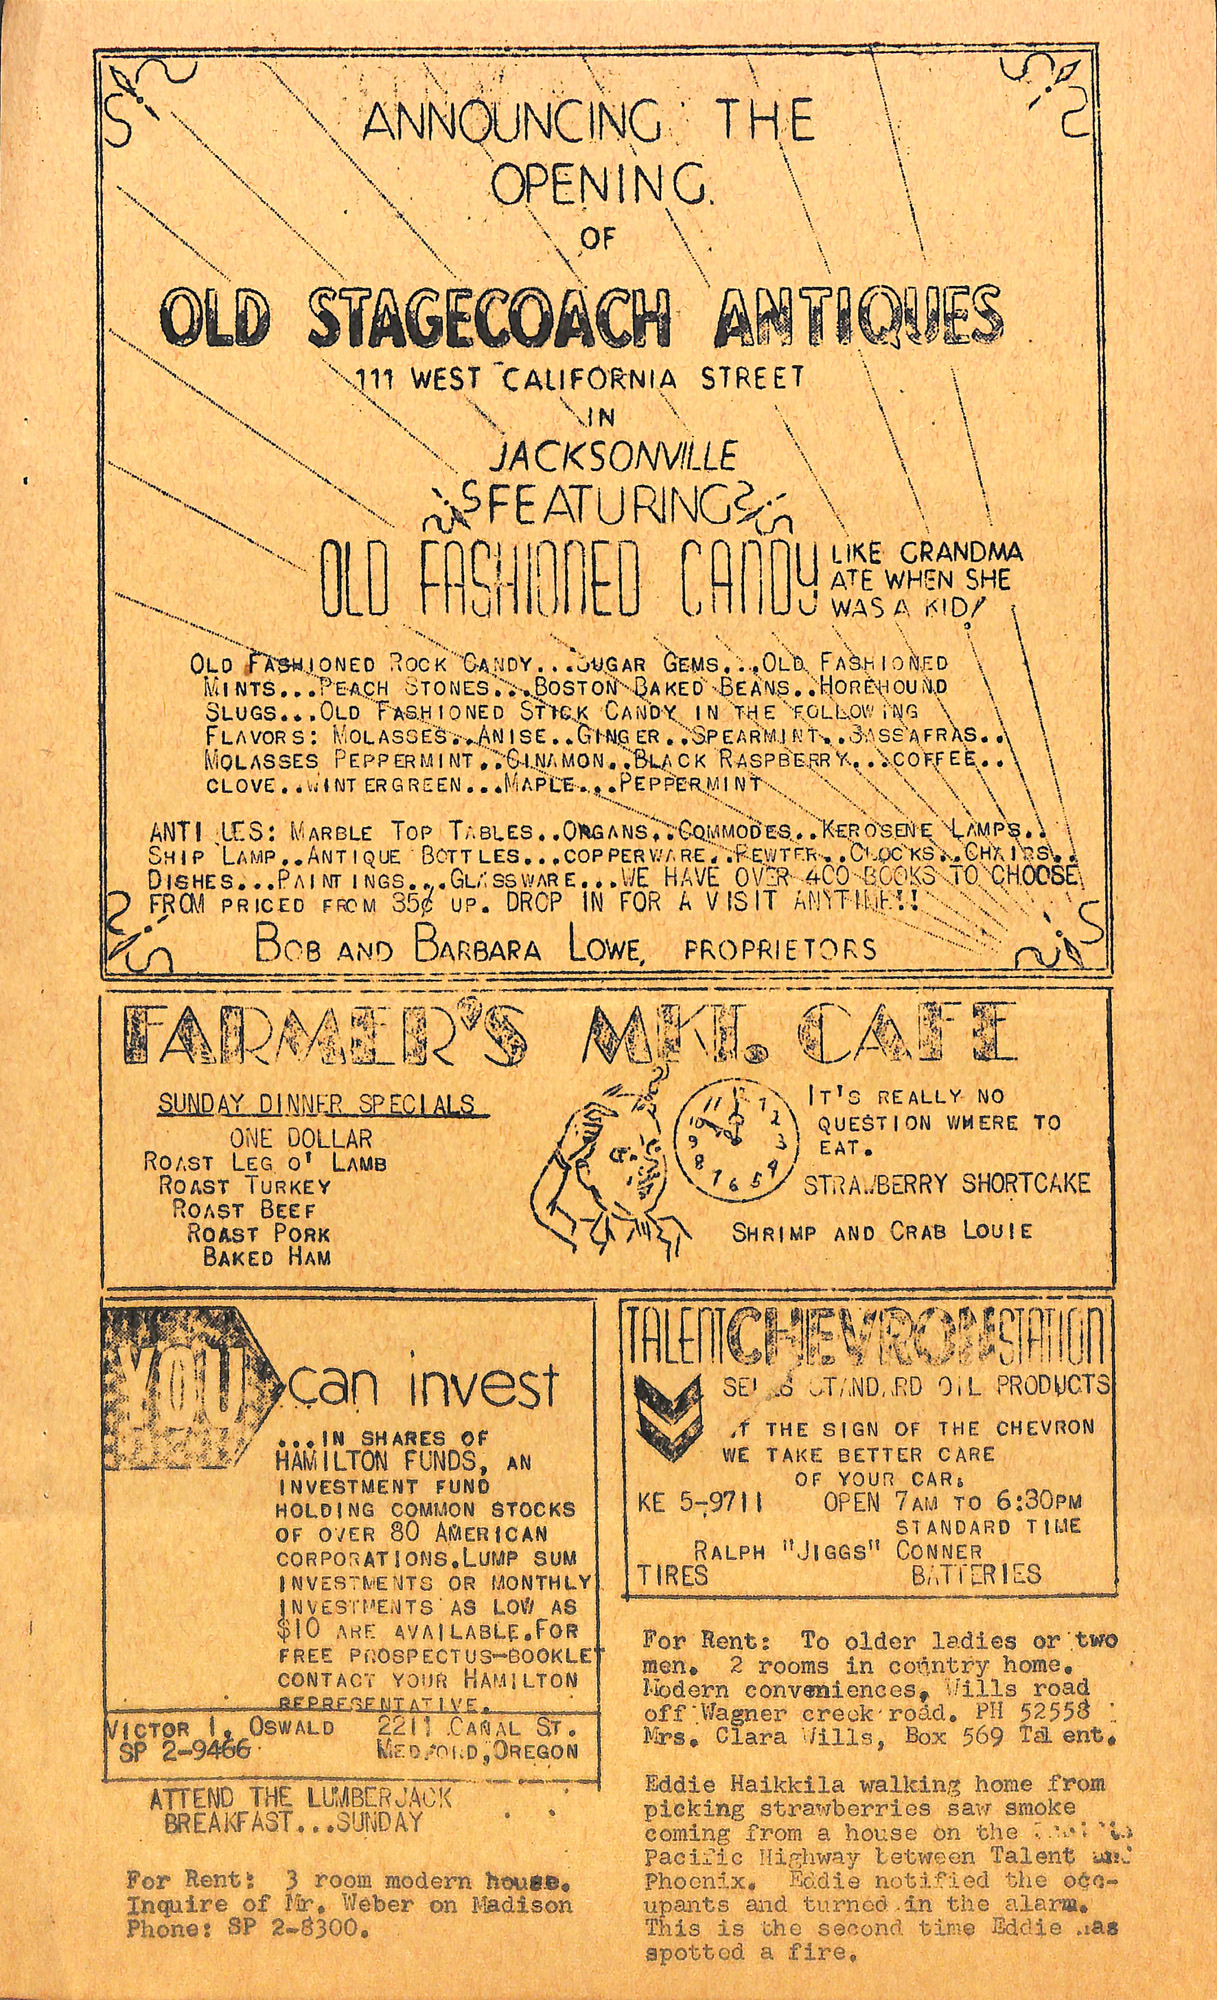 ANNOUNCING THE
OPENING.
OF
OLD STAGECOACH ANTIQUES
111 WEST CALIFORNIA STREET
IN
JACKSONVILLE
FEATURING
OLD FASHIONED CANDY
LIKE GRANDMA
ATE WHEN SHE
WAS A KID!
OLD FASHIONED ROCK CANDY...SUGAR GEMS...OLD FASHIONED
MINTS...PEACH STONES...BOSTON BAKED BEANS..HOREHOUND
SLUGS...OLD FASHIONED STICK CANDY IN THE FOLLOWING
FLAVORS: MOLASSES..ANISE..GINGER..SPEARMINT..SASSAFRAS..
MOLASSES PEPPERMINT..CINAMON..BLACK RASPBERRY...COFFEE..
CLOVE..WINTERGREEN...MAPLE...PEPPERMINT
ANTIQUES: MARBLE TOP TABLES..ORGANS..COMMODES..KEROSENE LAMPS..
SHIP LAMP..ANTIQUE BOTTLES...COPPERWARE..PEWTER..CLOCKS..CHAIRS..
DISHES...PAINTINGS...GLASSWARE...WE HAVE OVER 400 BOOKS TO CHOOSE
FROM PRICED FROM 35¢ UP. DROP IN FOR A VISIT ANYTIME!!
BOB AND BARBARA LOWE, PROPRIETORS
FARMER'S MKT. CAFE
SUNDAY DINNER SPECIALS
ONE DOLLAR
ROAST LEG O' LAMB
ROAST TURKEY
ROAST BEEF
ROAST PORK
BAKED HAM
11 12 1
10 2
9 3
8 4
7 6 5
IT'S REALLY NO
QUESTION WHERE TO
EAT.
STRAWBERRY SHORTCAKE
SHRIMP AND CRAB LOUIE
YOU can invest
...IN SHARES OF
HAMILTON FUNDS, AN
INVESTMENT FUND
HOLDING COMMON STOCKS
OF OVER 80 AMERICAN
CORPORATIONS.LUMP SUM
INVESTMENTS OR MONTHLY
INVESTMENTS AS LOW AS
$10 ARE AVAILABLE.FOR
FREE PROSPECTUS-BOOKLET
CONTACT YOUR HAMILTON
REPRESENTATIVE.
VICTOR I. OSWALD 2211 CANAL ST.
SP 2-9466 MEDFORD,OREGON
ATTEND THE LUMBERJACK
BREAKFAST...SUNDAY
For Rent: 3 room modern house.
Inquire of Mr. Weber on Madison
Phone: SP 2-8300.
TALENT CHEVRON STATION
SELLS STANDARD OIL PRODUCTS
AT THE SIGN OF THE CHEVRON
WE TAKE BETTER CARE
OF YOUR CAR.
KE 5-9711 OPEN 7AM TO 6:30PM
STANDARD TIME
RALPH "JIGGS" CONNER
TIRES BATTERIES
For Rent: To older ladies or two
men. 2 rooms in country home.
Modern conveniences, Wills road
off Wagner creek road. PH 52558
Mrs. Clara Wills, Box 569 Talent.
Eddie Haikkila walking home from
picking strawberries saw smoke
coming from a house on the
Pacific Highway between Talent and
Phoenix. Eddie notified the occ-
upants and turned in the alarm.
This is the second time Eddie has
spotted a fire.